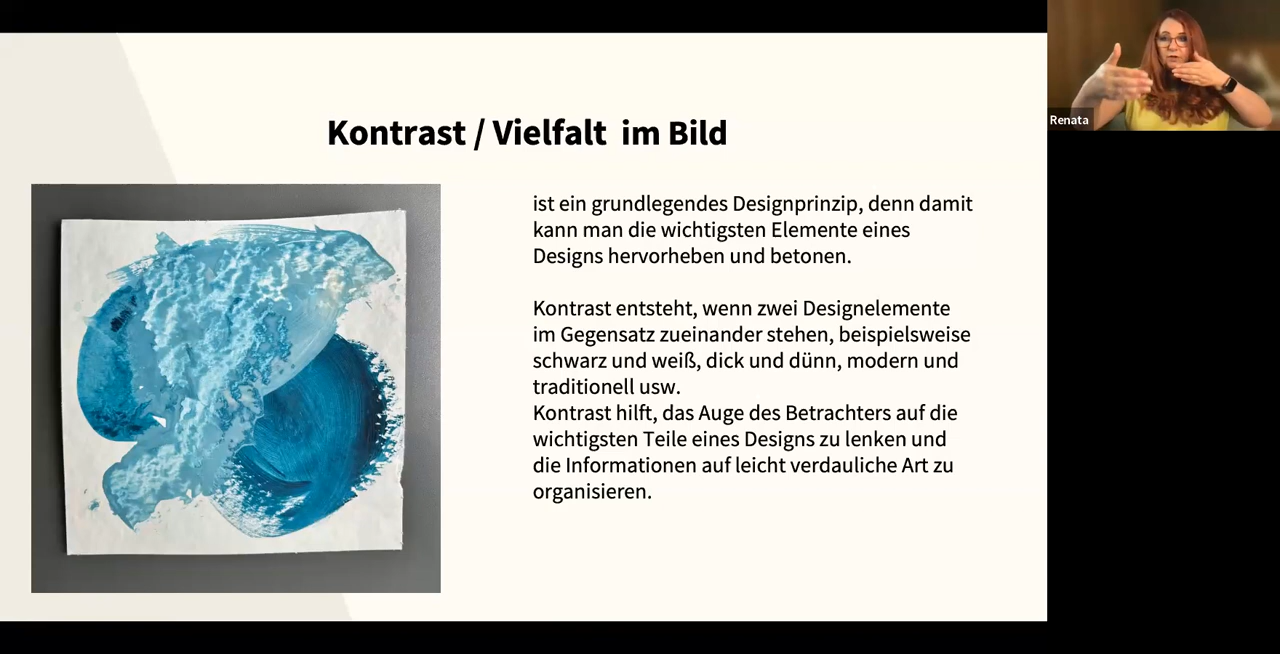 Kontrast / Vielfalt im Bild
ist ein grundlegendes Designprinzip, denn damit
kann man die wichtigsten Elemente eines
Designs hervorheben und betonen.
Kontrast entsteht, wenn zwei Designelemente
im Gegensatz zueinander stehen, beispielsweise
schwarz und weiß, dick und dünn, modern und
traditionell usw.
Kontrast hilft, das Auge des Betrachters auf die
wichtigsten Teile eines Designs zu lenken und
die Informationen auf leicht verdauliche Art zu
organisieren.
Renata